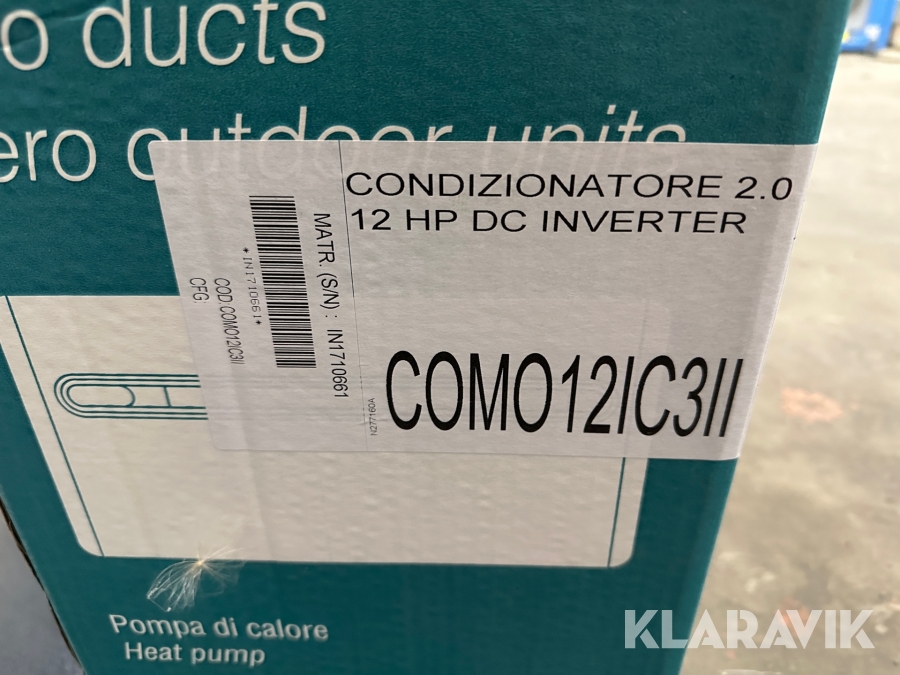 o ducts
ero outdoor units
CONDIZIONATORE 2.0
12 HP DC INVERTER
COMO12IC3II
N277160A
MATR. (S/N) : IN1710661
*IN1710661*
COD.COMO12IC3II
CFG:
Pompa di calore
Heat pump
KLARAVIK